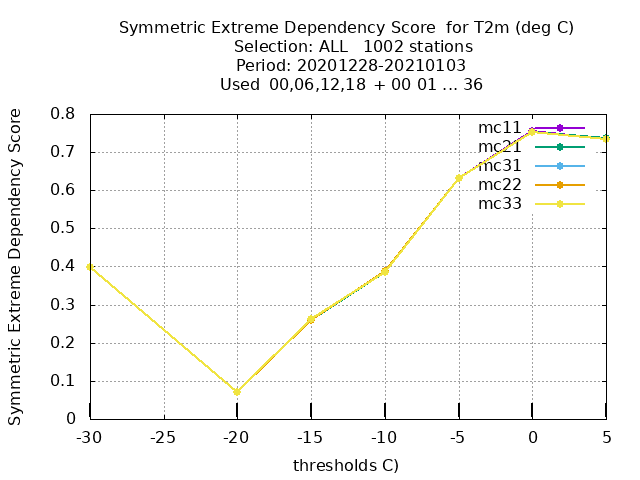 Symmetric Extreme Dependency Score  for T2m (deg C)
Selection: ALL   1002 stations
Period: 20201228-20210103
Used  00,06,12,18  + 00 01 ... 36
Symmetric Extreme Dependency Score
0.8
0.7
0.6
0.5
0.4
0.3
0.2
0.1
0
mc11
mc21
mc31
mc22
mc33
-30 -25 -20 -15 -10 -5 0 5
thresholds C)